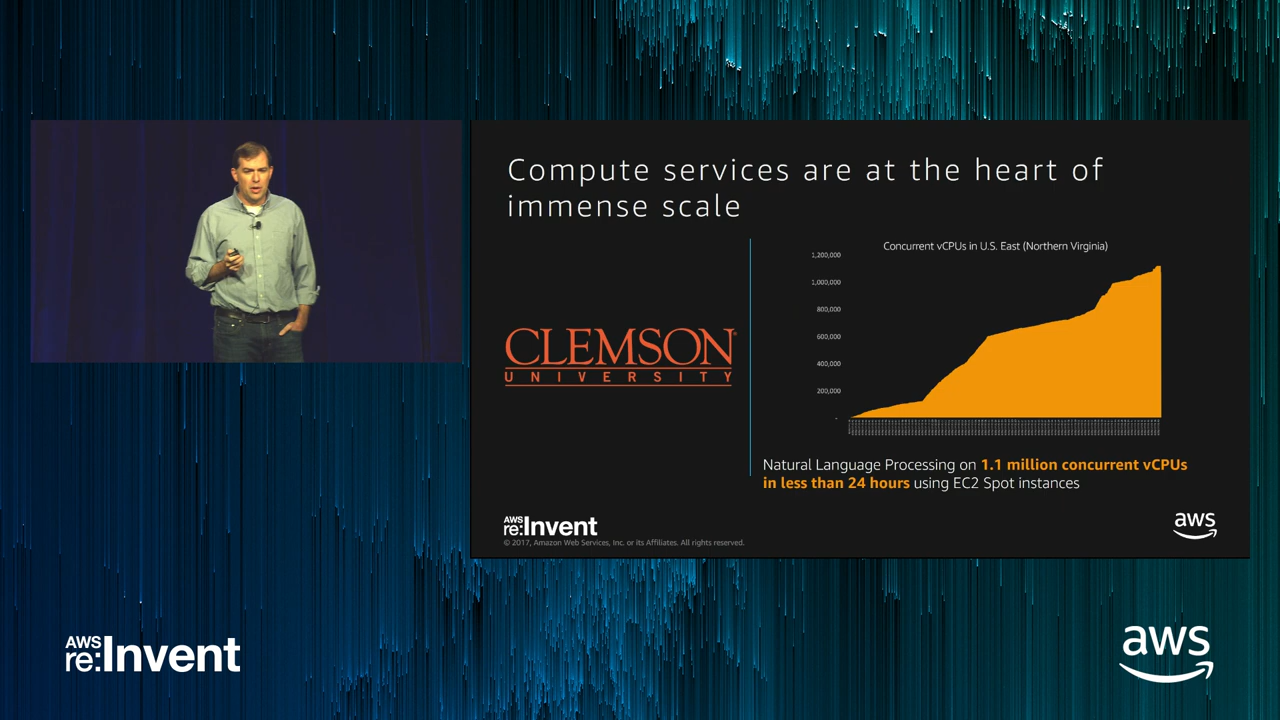 Compute services are at the heart of
immense scale
CLEMSON
UNIVERSITY
Concurrent vCPUs in U.S. East (Northern Virginia)
1,200,000
1,000,000
800,000
600,000
400,000
200,000
-
Natural Language Processing on 1.1 million concurrent vCPUs
in less than 24 hours using EC2 Spot instances
AWS
re:Invent
© 2017, Amazon Web Services, Inc. or its Affiliates. All rights reserved.
aws
AWS
re:Invent
aws